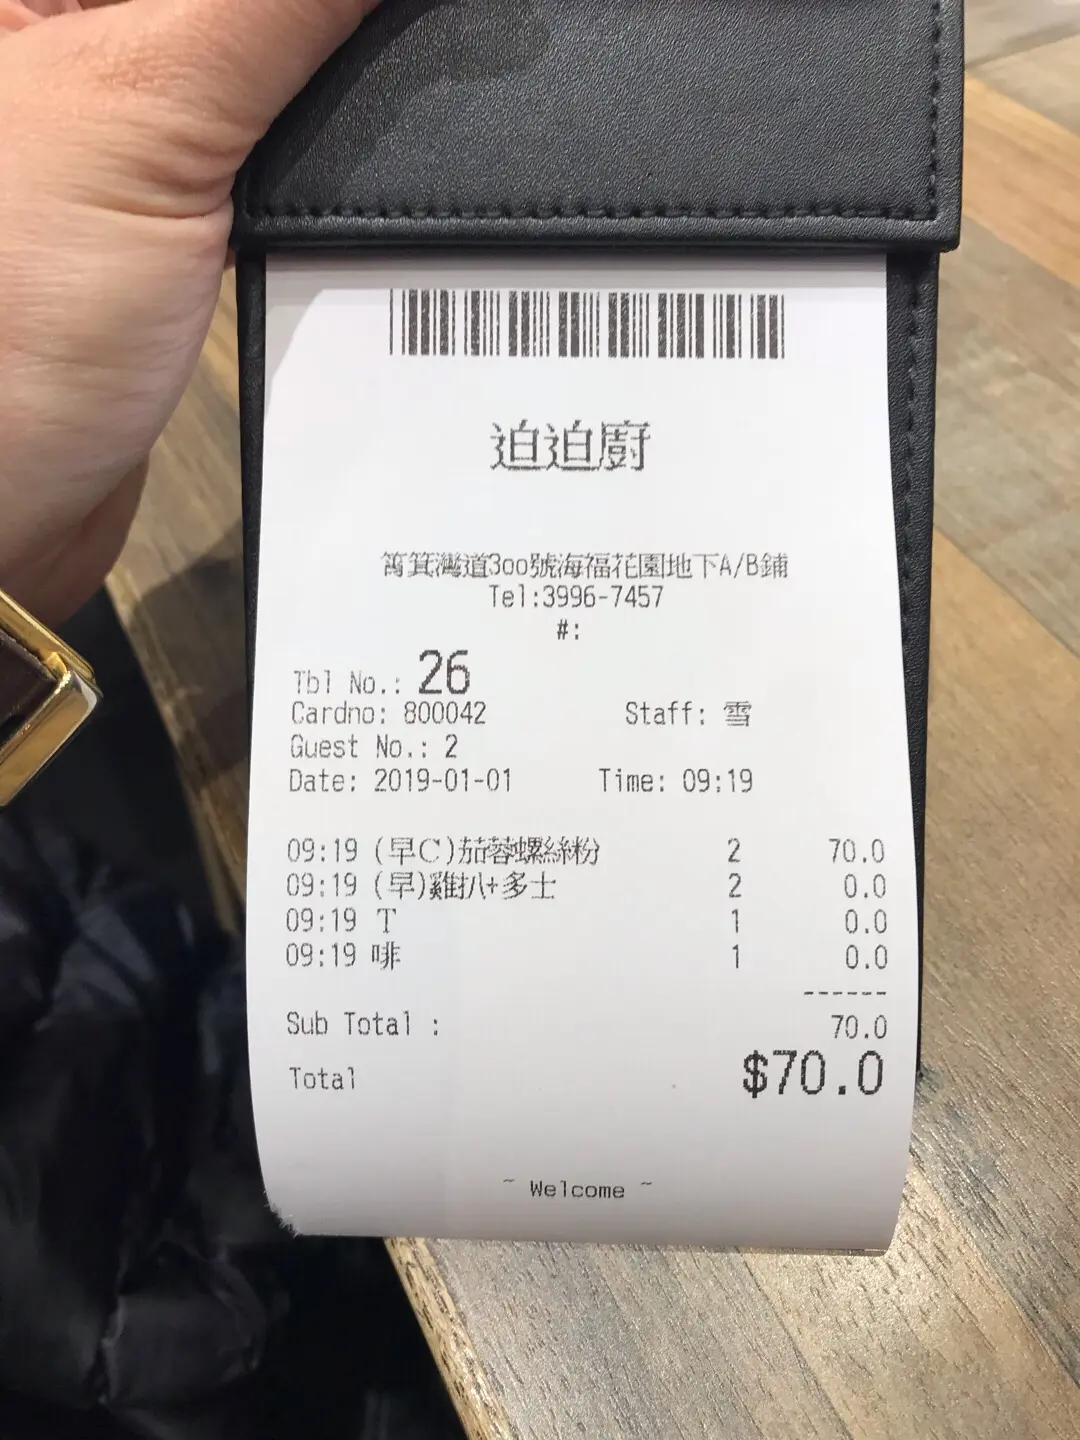 迫迫廚
筲箕灣道3oo號海福花園地下A/B鋪
Tel:3996-7457
#:
Tbl No.: 26
Cardno: 800042 Staff: 雪
Guest No.: 2
Date: 2019-01-01 Time: 09:19
09:19 (早C)茄蓉螺絲粉 2 70.0
09:19 (早)雞扒+多士 2 0.0
09:19 T 1 0.0
09:19 啡 1 0.0
------
Sub Total : 70.0
Total $70.0
~ Welcome ~